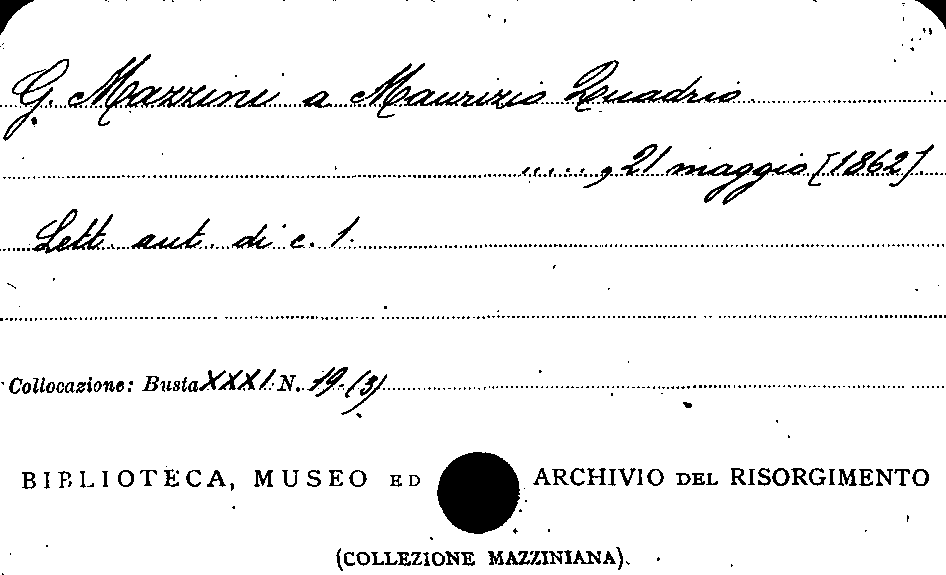 G. Mazzini a Maurizio Quadrio
....., 21 maggio [1862].
Lett. aut. di c. 1.
Collocazione: Busta XXXI N. 19 (3)
BIBLIOTECA, MUSEO ED ARCHIVIO DEL RISORGIMENTO
(COLLEZIONE MAZZINIANA).